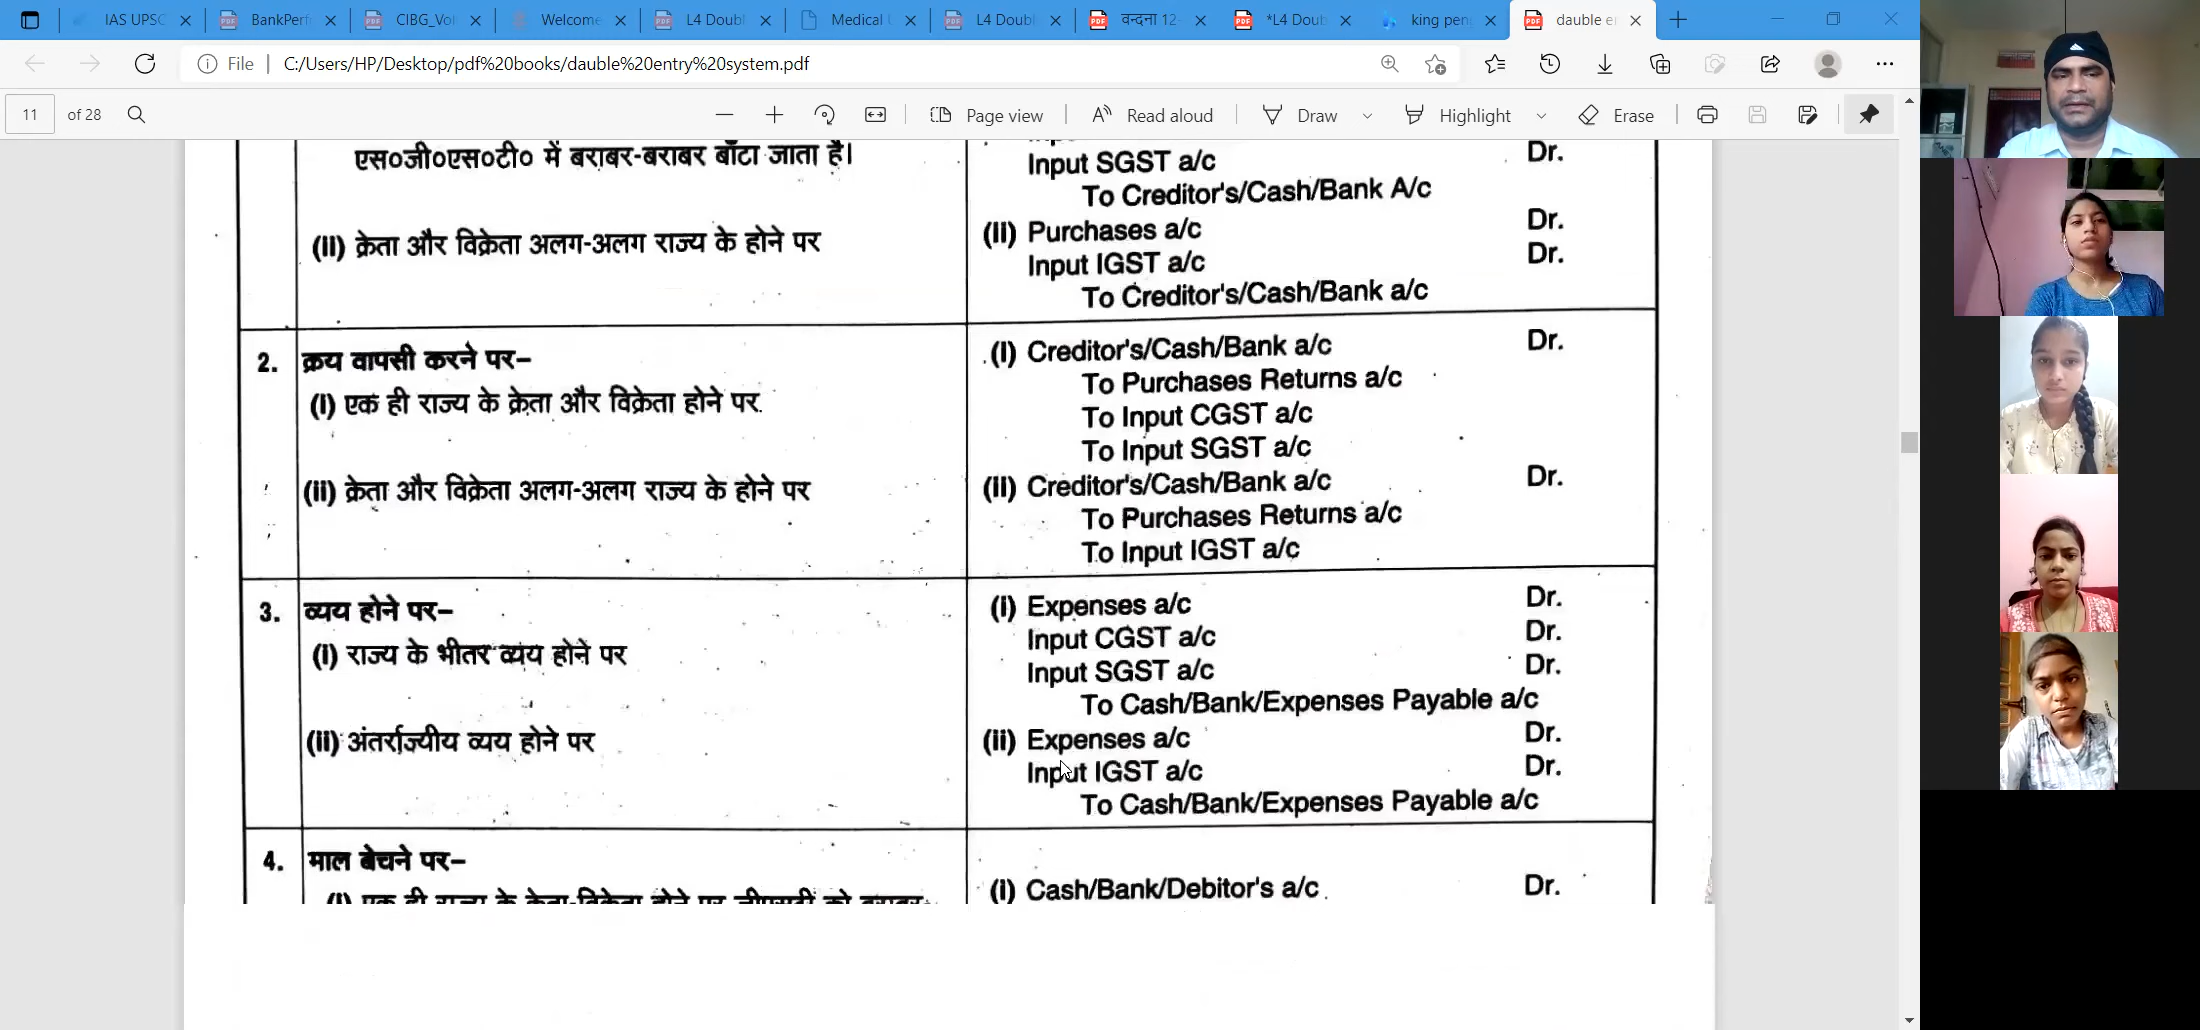 IAS UPSC
BankPerf
CIBG_Vol
Welcome
L4 Doubl
Medical
L4 Doubl
वन्दना 12-
*L4 Doub
king pen
dauble e
File
C:/Users/HP/Desktop/pdf%20books/dauble%20entry%20system.pdf
11 of 28
Page view
Read aloud
Draw
Highlight
Erase
एस०जी०एस०टी० में बराबर-बराबर बाँटा जाता है।
Input SGST a/c Dr.
To Creditor's/Cash/Bank A/c
(ii) क्रेता और विक्रेता अलग-अलग राज्य के होने पर
(ii) Purchases a/c Dr.
Input IGST a/c Dr.
To Creditor's/Cash/Bank a/c
2. क्रय वापसी करने पर–
(i) Creditor's/Cash/Bank a/c Dr.
To Purchases Returns a/c
(i) एक ही राज्य के क्रेता और विक्रेता होने पर
To Input CGST a/c
To Input SGST a/c
(ii) क्रेता और विक्रेता अलग-अलग राज्य के होने पर
(ii) Creditor's/Cash/Bank a/c Dr.
To Purchases Returns a/c
To Input IGST a/c
3. व्यय होने पर–
(i) Expenses a/c Dr.
Input CGST a/c Dr.
(i) राज्य के भीतर व्यय होने पर
Input SGST a/c Dr.
To Cash/Bank/Expenses Payable a/c
(ii) अंतर्राज्यीय व्यय होने पर
(ii) Expenses a/c Dr.
Input IGST a/c Dr.
To Cash/Bank/Expenses Payable a/c
4. माल बेचने पर–
(i) एक ही राज्य के क्रेता-विक्रेता होने पर जीएसटी को बराबर-
(i) Cash/Bank/Debitor's a/c Dr.